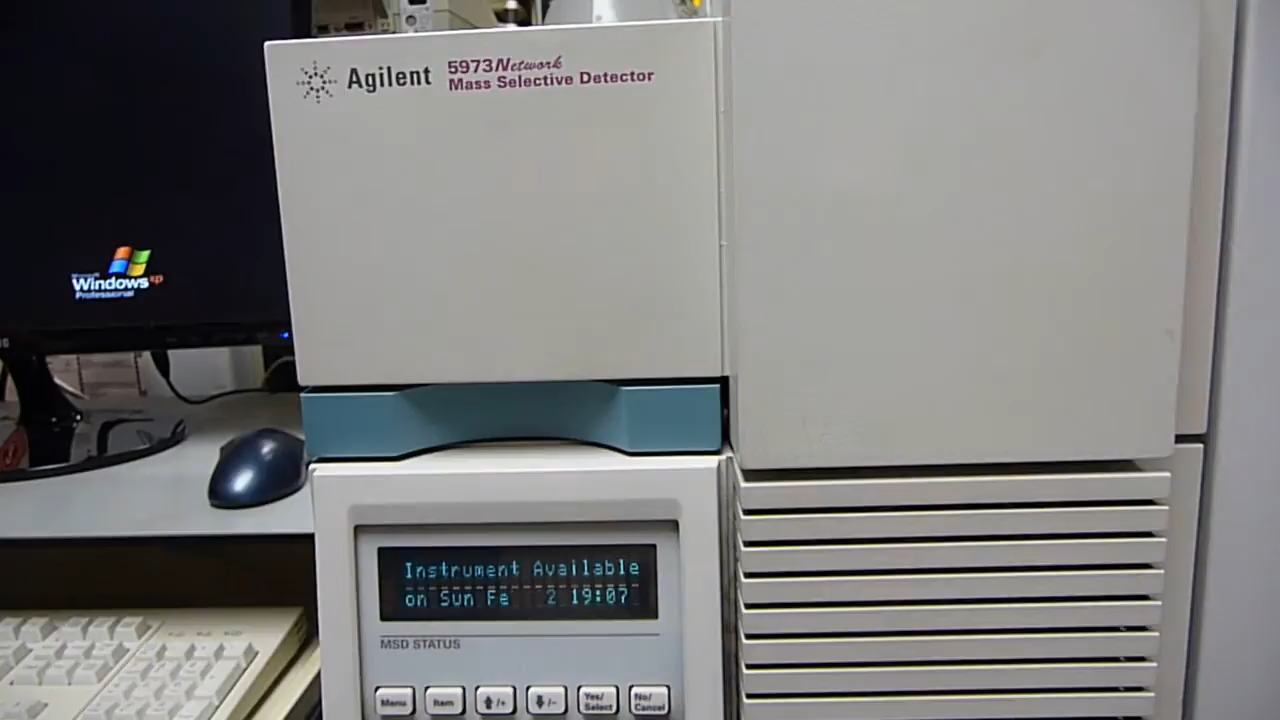 Agilent
5973Network
Mass Selective Detector
Microsoft
Windows xp
Professional
Instrument Available
on Sun Fe 2 19:07
MSD STATUS
Menu
Item
/+
/-
Yes/
Select
No/
Cancel